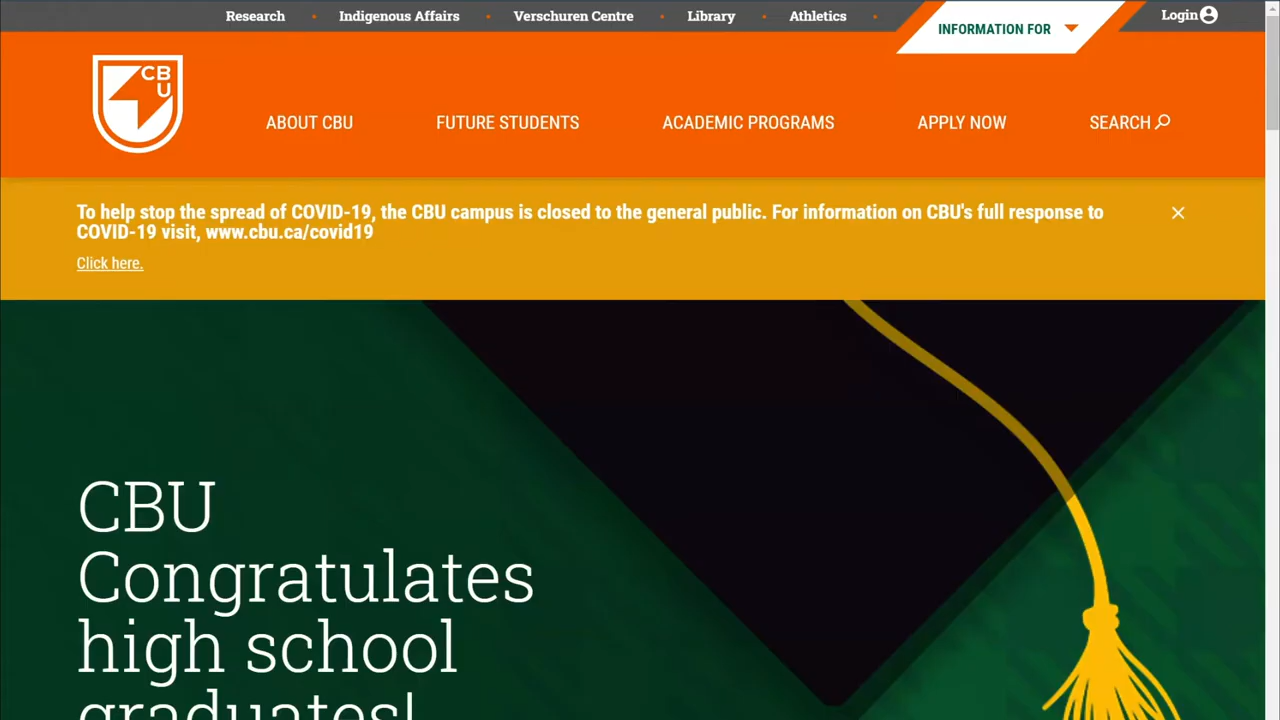 Research
Indigenous Affairs
Verschuren Centre
Library
Athletics
INFORMATION FOR
Login
CBU
ABOUT CBU
FUTURE STUDENTS
ACADEMIC PROGRAMS
APPLY NOW
SEARCH
To help stop the spread of COVID-19, the CBU campus is closed to the general public. For information on CBU's full response to
COVID-19 visit, www.cbu.ca/covid19
Click here.
CBU
Congratulates
high school
graduates!